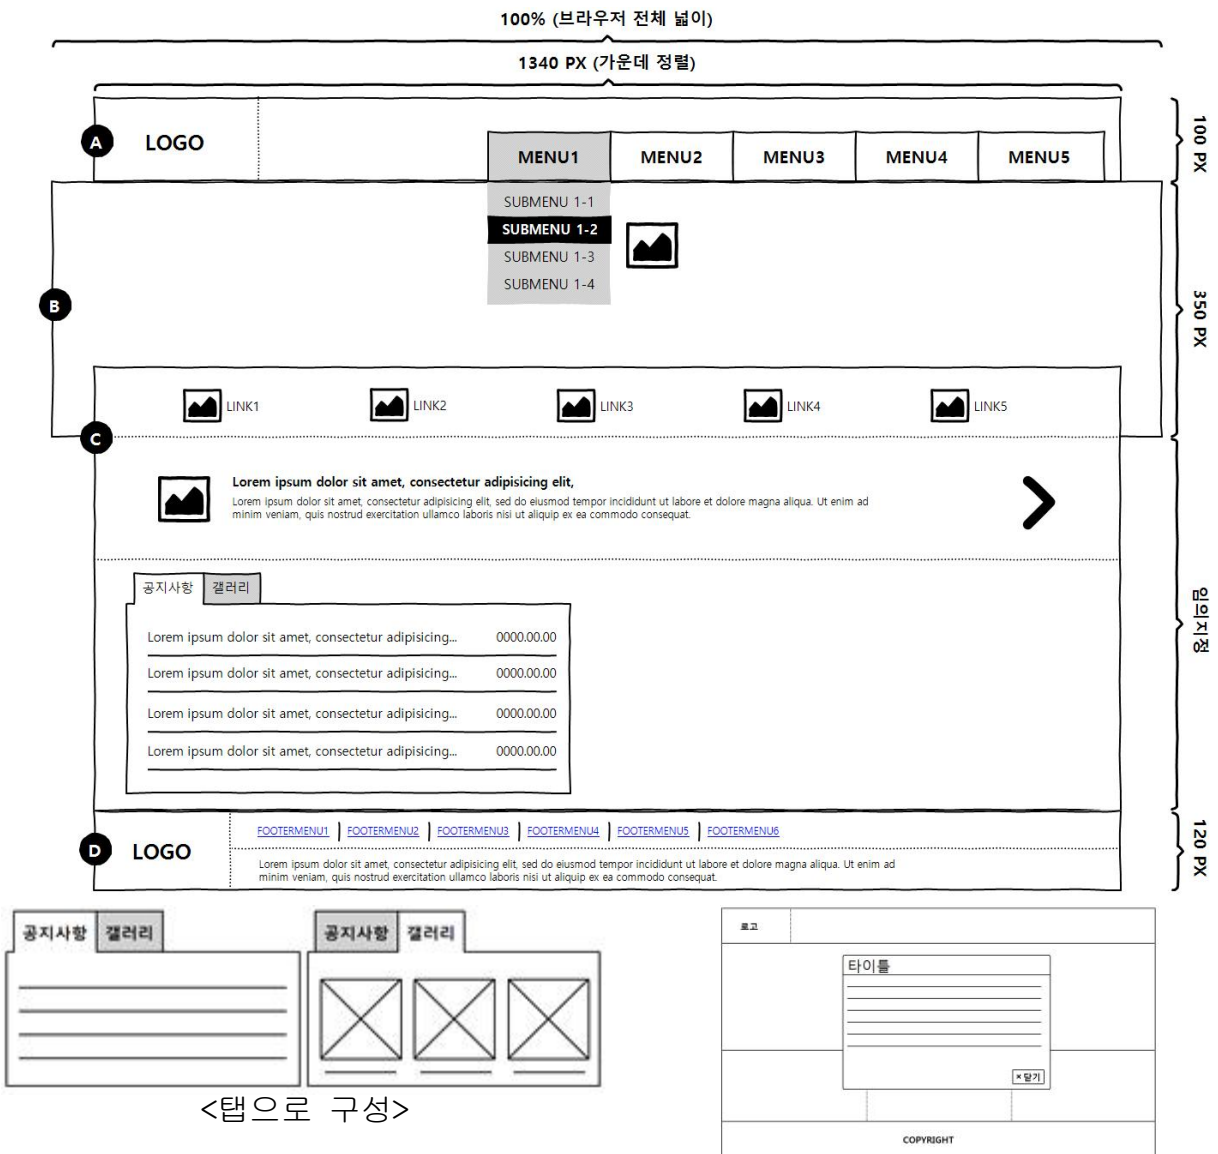 100% (브라우저 전체 넓이)
1340 PX (가운데 정렬)
A
LOGO
MENU1
MENU2
MENU3
MENU4
MENU5
100 PX
SUBMENU 1-1
SUBMENU 1-2
SUBMENU 1-3
SUBMENU 1-4
B
350 PX
LINK1
LINK2
LINK3
LINK4
LINK5
C
Lorem ipsum dolor sit amet, consectetur adipisicing elit,
Lorem ipsum dolor sit amet, consectetur adipisicing elit, sed do eiusmod tempor incididunt ut labore et dolore magna aliqua. Ut enim ad
minim veniam, quis nostrud exercitation ullamco laboris nisi ut aliquip ex ea commodo consequat.
공지사항
갤러리
임의지정
Lorem ipsum dolor sit amet, consectetur adipisicing... 0000.00.00
Lorem ipsum dolor sit amet, consectetur adipisicing... 0000.00.00
Lorem ipsum dolor sit amet, consectetur adipisicing... 0000.00.00
Lorem ipsum dolor sit amet, consectetur adipisicing... 0000.00.00
D
LOGO
FOOTERMENU1
FOOTERMENU2
FOOTERMENU3
FOOTERMENU4
FOOTERMENU5
FOOTERMENU6
120 PX
Lorem ipsum dolor sit amet, consectetur adipisicing elit, sed do eiusmod tempor incididunt ut labore et dolore magna aliqua. Ut enim ad
minim veniam, quis nostrud exercitation ullamco laboris nisi ut aliquip ex ea commodo consequat.
공지사항
갤러리
공지사항
갤러리
<탭으로 구성>
로고
타이틀
×닫기
COPYRIGHT